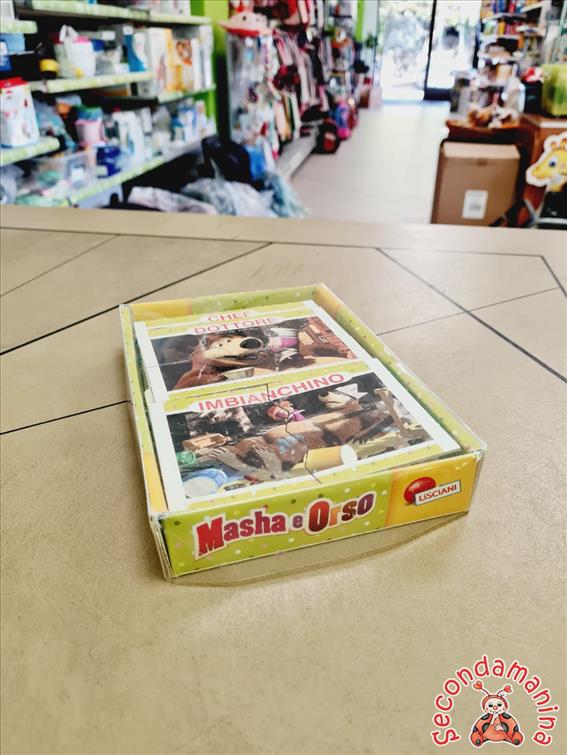 CHEF
DOTTORE
IMBIANCHINO
Masha e Orso
LISCIANI
Secondamanina